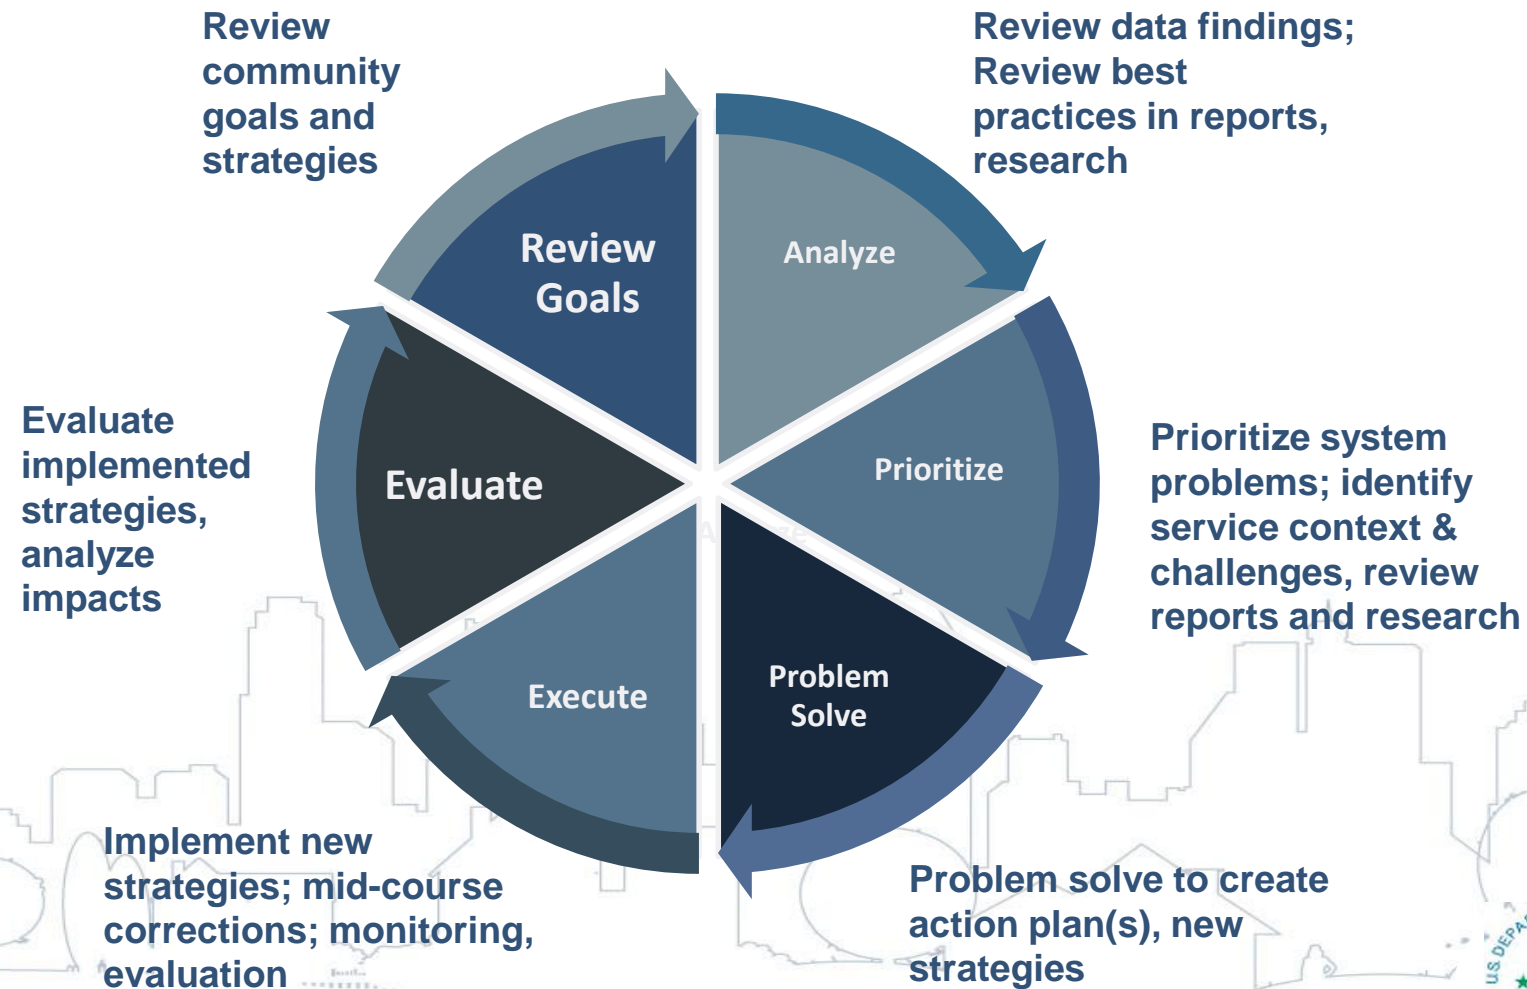 Review
community
goals and
strategies
Review data findings;
Review best
practices in reports,
research
Review
Goals
Analyze
Evaluate
implemented
strategies,
analyze
impacts
Evaluate
Prioritize
Prioritize system
problems; identify
service context &
challenges, review
reports and research
Execute
Problem
Solve
Implement new
strategies; mid-course
corrections; monitoring,
evaluation
Problem solve to create
action plan(s), new
strategies
US